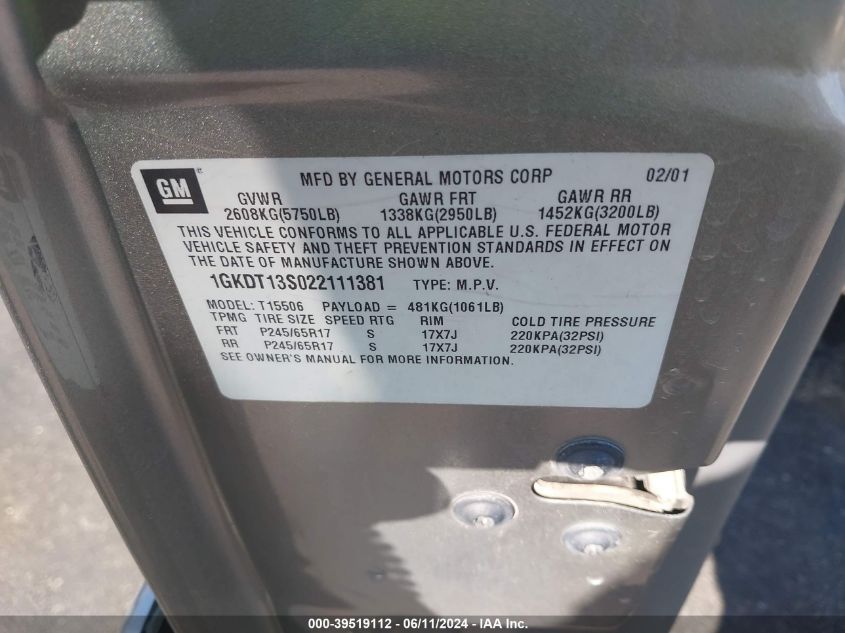 GM
MFD BY GENERAL MOTORS CORP 02/01
GVWR GAWR FRT GAWR RR
2608KG(5750LB) 1338KG(2950LB) 1452KG(3200LB)
THIS VEHICLE CONFORMS TO ALL APPLICABLE U.S. FEDERAL MOTOR
VEHICLE SAFETY AND THEFT PREVENTION STANDARDS IN EFFECT ON
THE DATE OF MANUFACTURE SHOWN ABOVE.
1GKDT13S022111381 TYPE: M.P.V.
MODEL: T15506 PAYLOAD = 481KG(1061LB)
TPMG TIRE SIZE SPEED RTG RIM COLD TIRE PRESSURE
FRT P245/65R17 S 17X7J 220KPA(32PSI)
RR P245/65R17 S 17X7J 220KPA(32PSI)
SEE OWNER'S MANUAL FOR MORE INFORMATION.
000-39519112 - 06/11/2024 - IAA Inc.